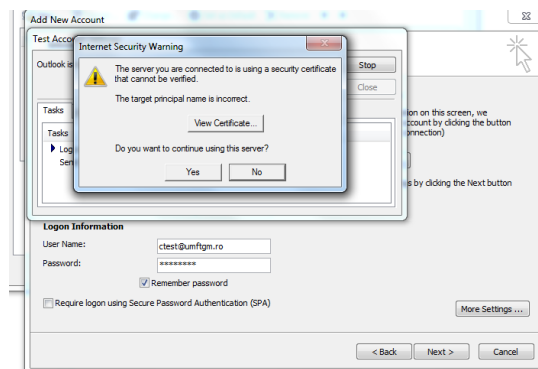 Add New Account
Test Acco
Internet Security Warning
Outlook is
The server you are connected to is using a security certificate
that cannot be verified.
Stop
Close
The target principal name is incorrect.
View Certificate...
Tasks
Tasks
Log
Sen
Do you want to continue using this server?
Yes
No
ion on this screen, we
ccount by clicking the button
onnection)
s by clicking the Next button
Logon Information
User Name:
ctest@umftgm.ro
Password:
********
Remember password
Require logon using Secure Password Authentication (SPA)
More Settings ...
< Back
Next >
Cancel